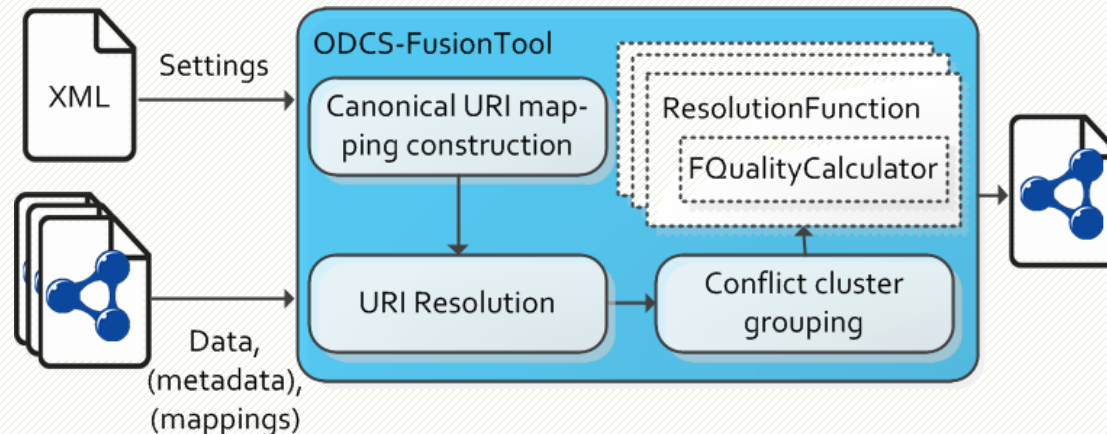 ODCS-FusionTool
XML
Settings
Canonical URI map-
ping construction
ResolutionFunction
FQualityCalculator
URI Resolution
Conflict cluster
grouping
Data,
(metadata),
(mappings)